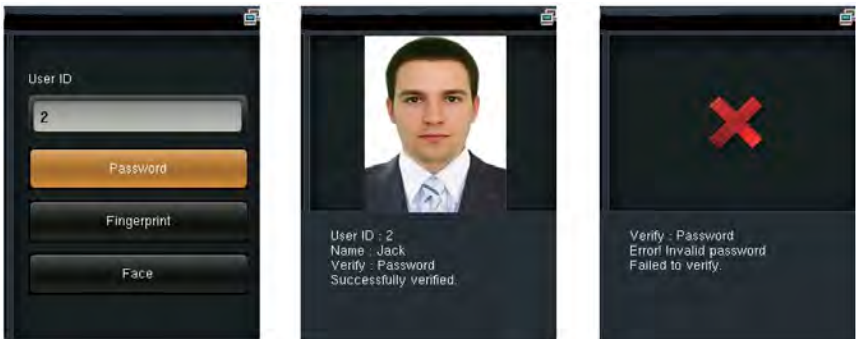 User ID
2
Password
Fingerprint
Face
User ID : 2
Name : Jack
Verify : Password
Successfully verified.
Verify : Password
Error! Invalid password
Failed to verify.